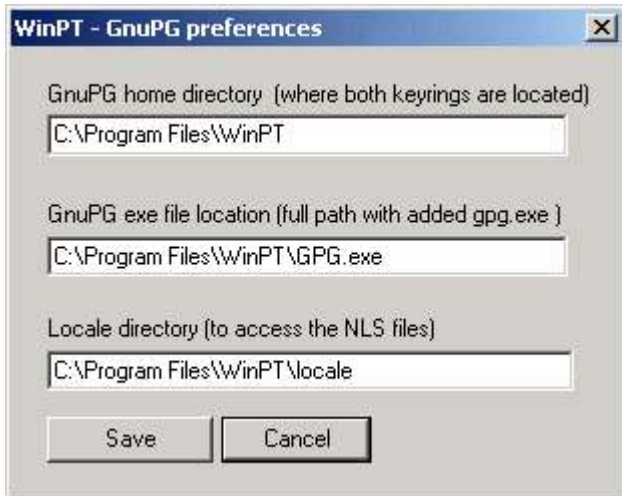 WinPT - GnuPG preferences
GnuPG home directory (where both keyrings are located)
C:\Program Files\WinPT
GnuPG exe file location (full path with added gpg.exe )
C:\Program Files\WinPT\GPG.exe
Locale directory (to access the NLS files)
C:\Program Files\WinPT\locale
Save Cancel